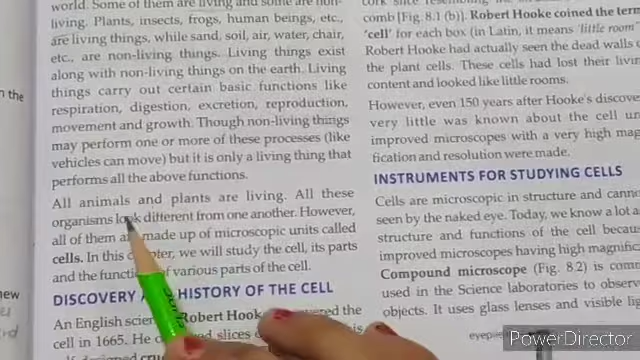 world. Some of them are living and some are non-
living. Plants, insects, frogs, human beings, etc.,
are living things, while sand, soil, air, water, chair,
etc., are non-living things. Living things exist
along with non-living things on the earth. Living
things carry out certain basic functions like
respiration, digestion, excretion, reproduction,
movement and growth. Though non-living things
may perform one or more of these processes (like
vehicles can move) but it is only a living thing that
performs all the above functions.
All animals and plants are living. All these
organisms look different from one another. However,
all of them are made up of microscopic units called
cells. In this we will study the cell, its parts
and the of various parts of the cell.
DISCOVERY HISTORY OF THE CELL
An English Robert Hook the
cell in 1665. He slices
n the
new
comb [Fig. 8.1 (b)]. Robert Hooke coined the term
'cell' for each box (in Latin, it means 'little room'
Robert Hooke had actually seen the dead walls
the plant cells. These cells had lost their livin
content and looked like little rooms.
However, even 150 years after Hooke's discove
very little was known about the cell un
improved microscopes with a very high mag
fication and resolution were made.
INSTRUMENTS FOR STUDYING CELLS
Cells are microscopic in structure and canno
seen by the naked eye. Today, we know a lot a
structure and functions of the cell becau
improved microscopes having high magnific
Compound microscope (Fig. 8.2) is com
used in the Science laboratories to observ
objects. It uses glass lenses and visible li
eyepie
PowerDirector